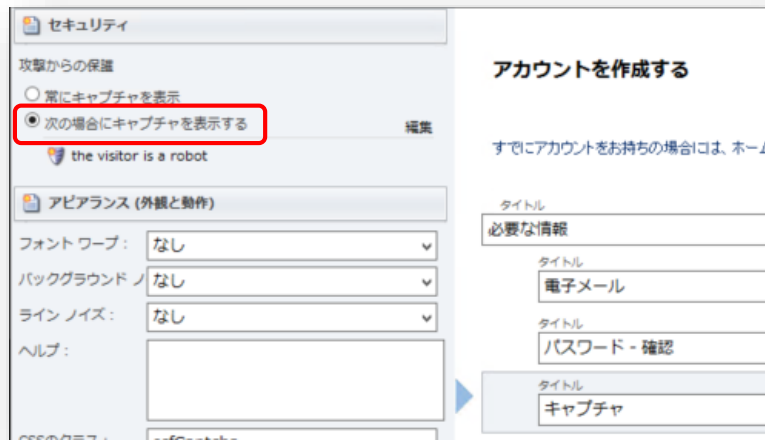 セキュリティ
攻撃からの保護
常にキャプチャを表示
次の場合にキャプチャを表示する
編集
the visitor is a robot
アピアランス (外観と動作)
フォント ワープ :
なし
バックグラウンド ノ
なし
ライン ノイズ :
なし
ヘルプ :
アカウントを作成する
すでにアカウントをお持ちの場合には、ホーム
タイトル
必要な情報
タイトル
電子メール
タイトル
パスワード - 確認
タイトル
キャプチャ